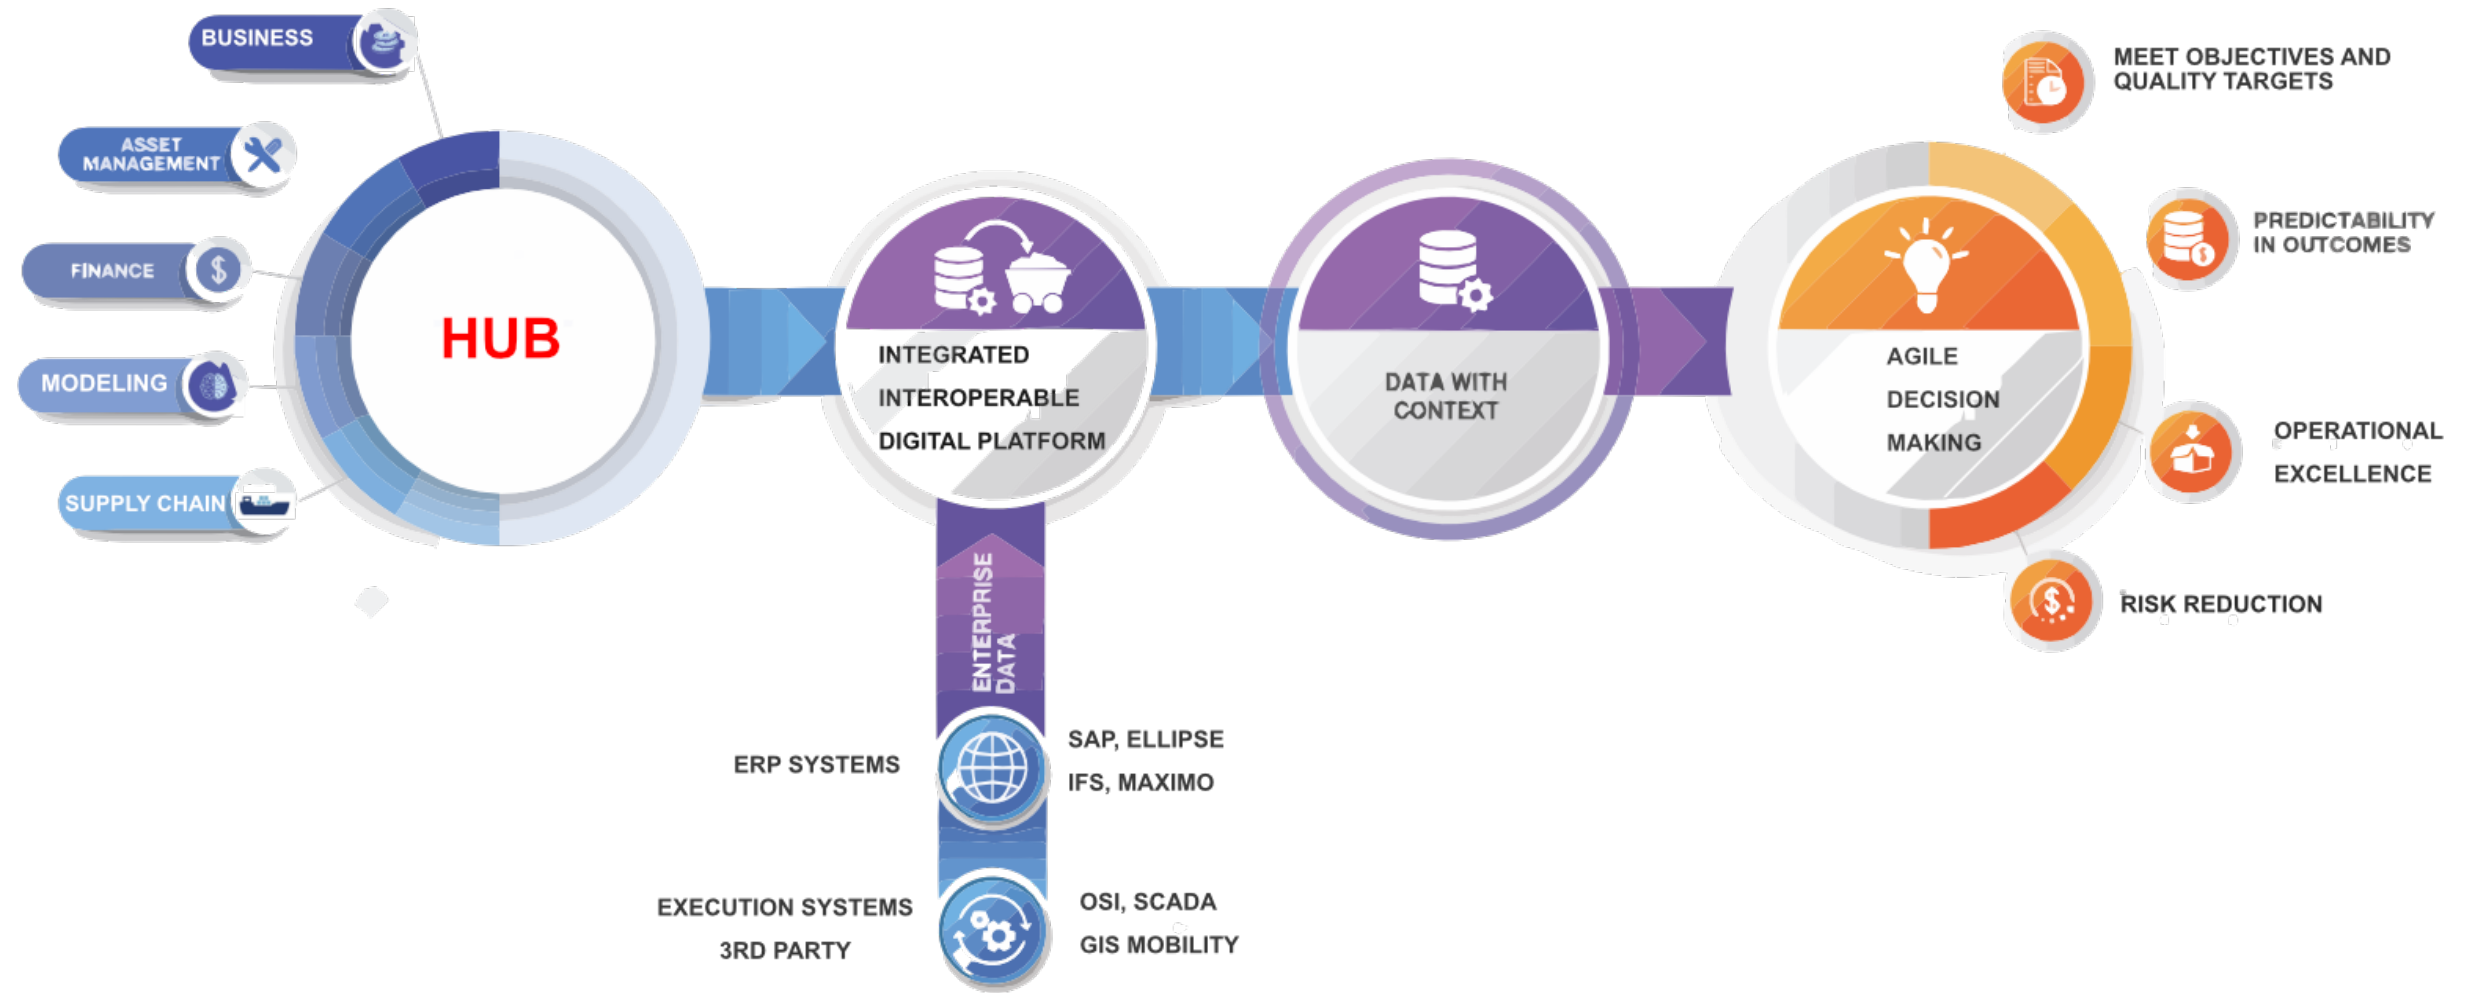 BUSINESS
ASSET
MANAGEMENT
FINANCE
MODELING
SUPPLY CHAIN
HUB
INTEGRATED
INTEROPERABLE
DIGITAL PLATFORM
ENTERPRISE
DATA
ERP SYSTEMS
SAP, ELLIPSE
IFS, MAXIMO
EXECUTION SYSTEMS
3RD PARTY
OSI, SCADA
GIS MOBILITY
DATA WITH
CONTEXT
AGILE
DECISION
MAKING
MEET OBJECTIVES AND
QUALITY TARGETS
PREDICTABILITY
IN OUTCOMES
OPERATIONAL
EXCELLENCE
RISK REDUCTION